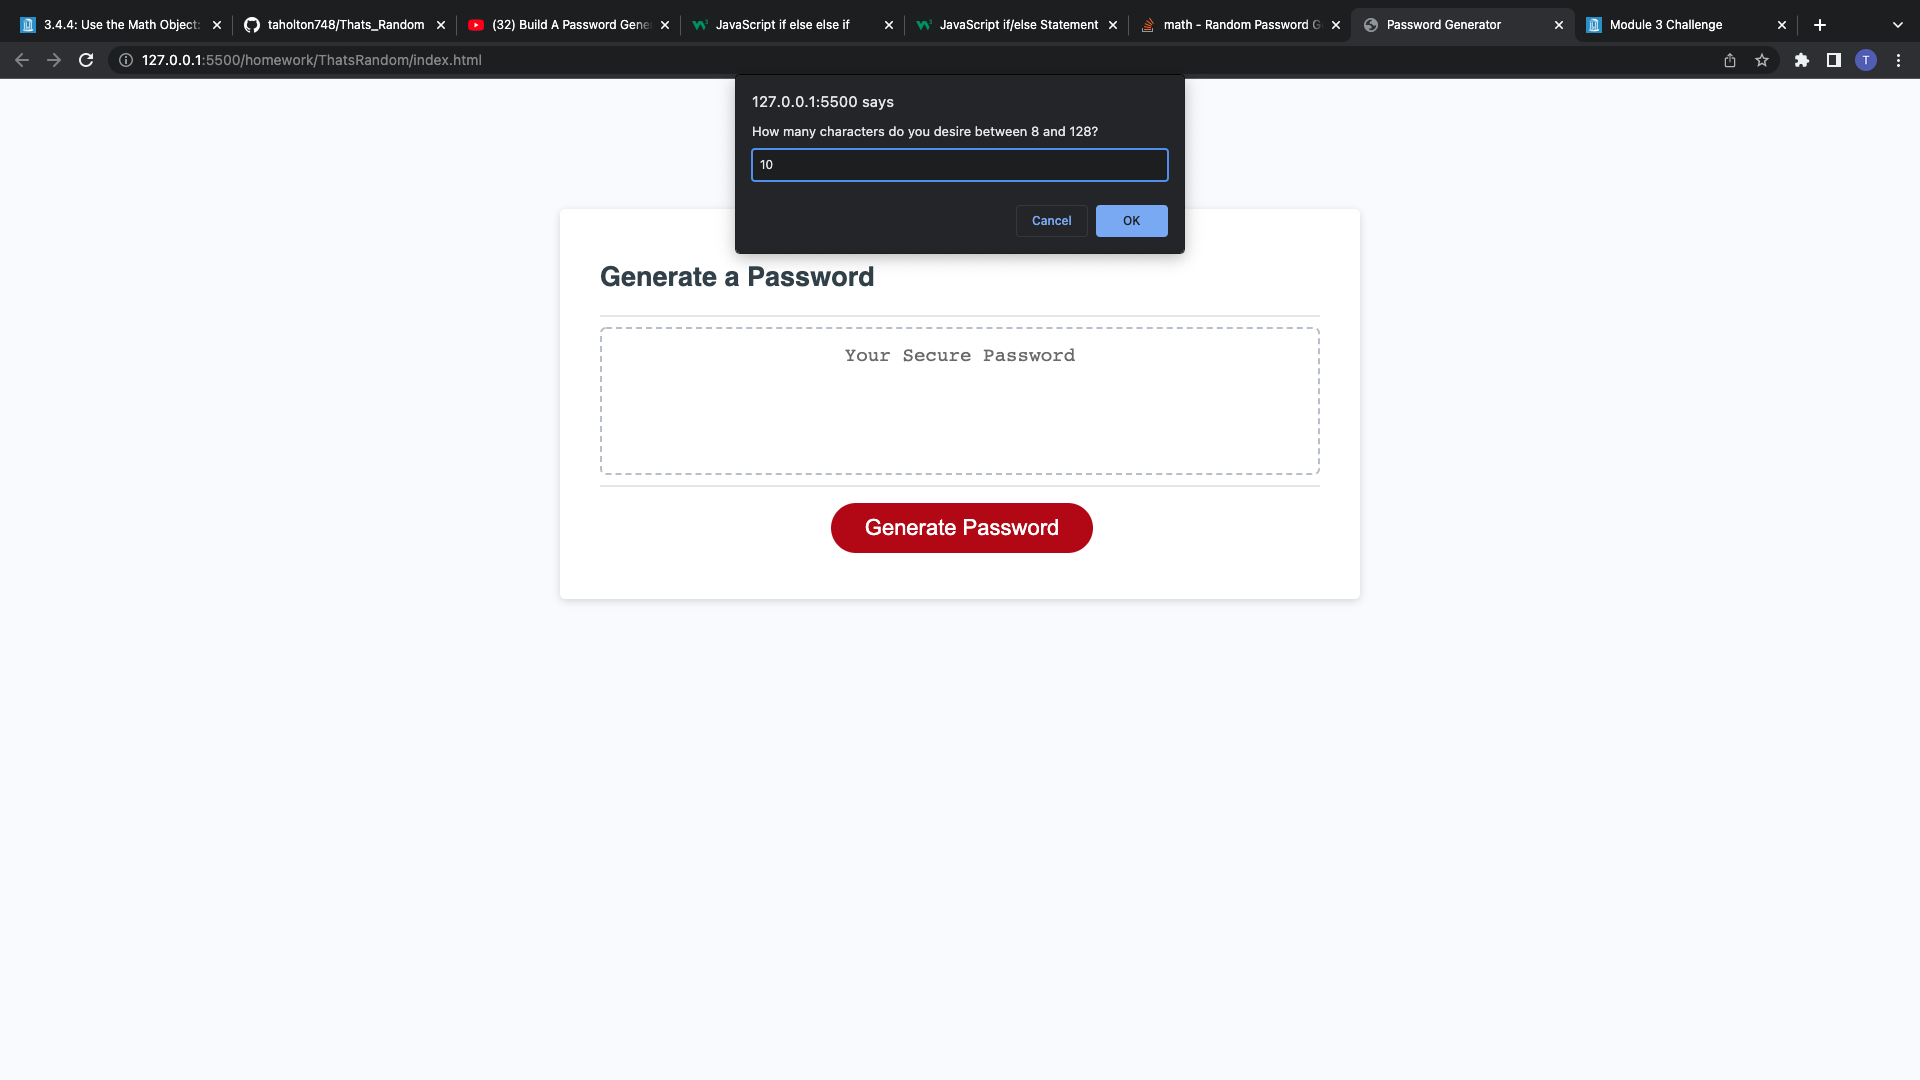 3.4.4: Use the Math Object:
taholton748/Thats_Random
(32) Build A Password Gene
JavaScript if else else if
JavaScript if/else Statement
math - Random Password G
Password Generator
Module 3 Challenge
127.0.0.1:5500/homework/ThatsRandom/index.html
T
127.0.0.1:5500 says
How many characters do you desire between 8 and 128?
10
Cancel
OK
Generate a Password
Your Secure Password
Generate Password